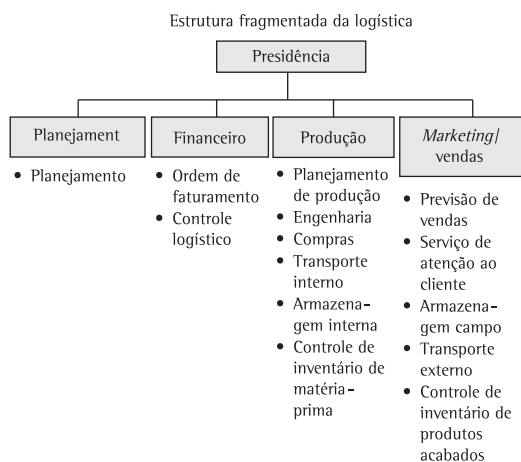 Estrutura fragmentada da logística
Presidência
Planejament
• Planejamento
Financeiro
• Ordem de
faturamento
• Controle
logístico
Produção
• Planejamento
de produção
• Engenharia
• Compras
• Transporte
interno
• Armazena-
gem interna
• Controle de
inventário de
matéria-
prima
Marketing/
vendas
• Previsão de
vendas
• Serviço de
atenção ao
cliente
• Armazena-
gem campo
• Transporte
externo
• Controle de
inventário de
produtos
acabados